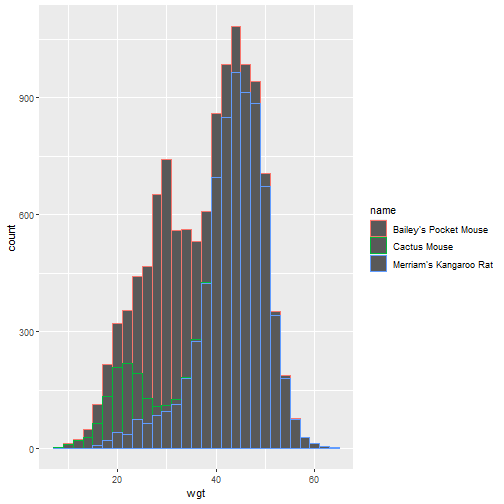 900
600
300
0
count
20
40
60
wgt
name
Bailey's Pocket Mouse
Cactus Mouse
Merriam's Kangaroo Rat